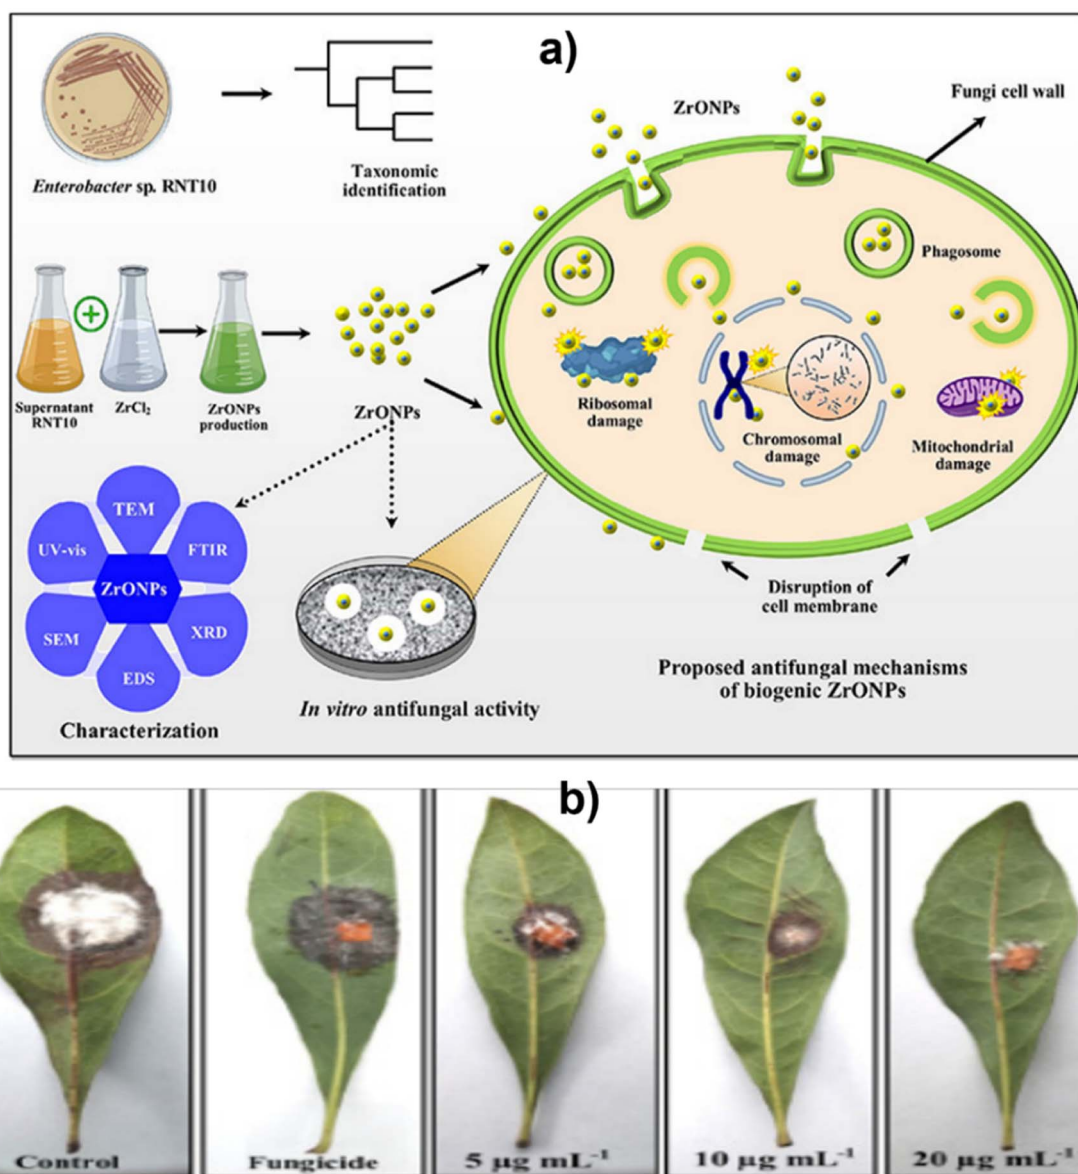 a)
Enterobacter sp. RNT10
Taxonomic
identification
ZrONPs
Fungi cell wall
Phagosome
Supernatant
RNT10
ZrCl₂
ZrONPs
production
ZrONPs
Ribosomal
damage
Chromosomal
damage
Mitochondrial
damage
Disruption of
cell membrane
TEM
UV-vis
FTIR
ZrONPs
SEM
XRD
EDS
Characterization
In vitro antifungal activity
Proposed antifungal mechanisms
of biogenic ZrONPs
b)
Control
Fungicide
5 µg mL⁻¹
10 µg mL⁻¹
20 µg mL⁻¹